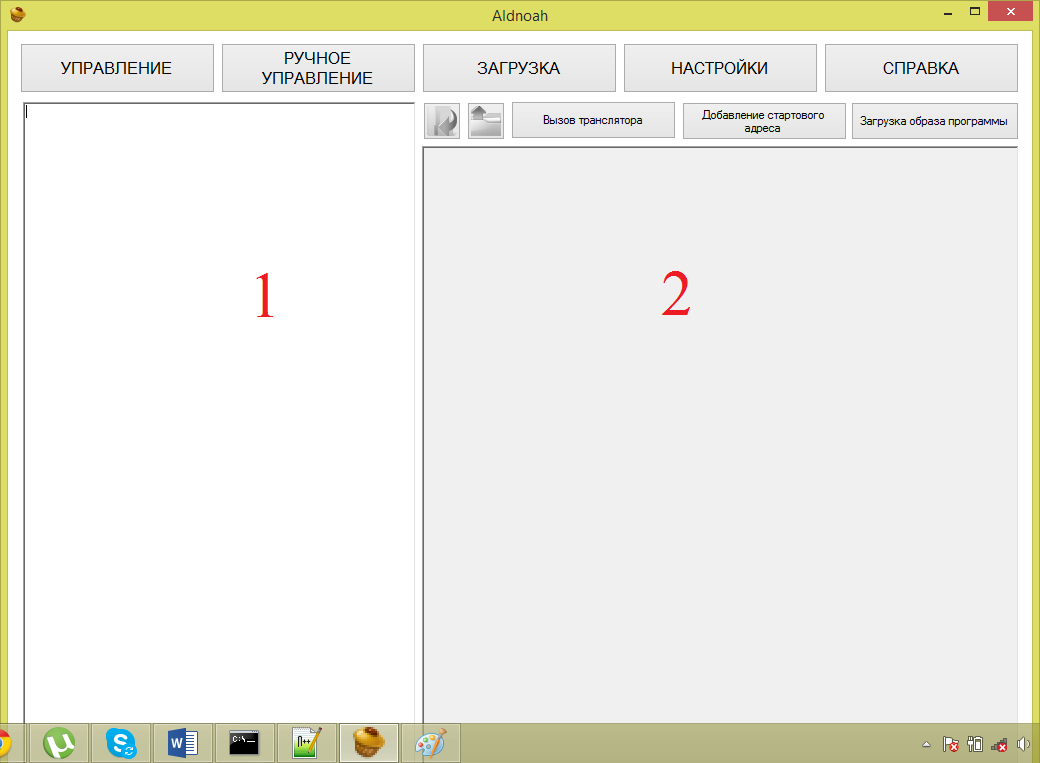 Aldnoah
УПРАВЛЕНИЕ
РУЧНОЕ
УПРАВЛЕНИЕ
ЗАГРУЗКА
НАСТРОЙКИ
СПРАВКА
Вызов транслятора
Добавление стартового
адреса
Загрузка образа программы
1
2